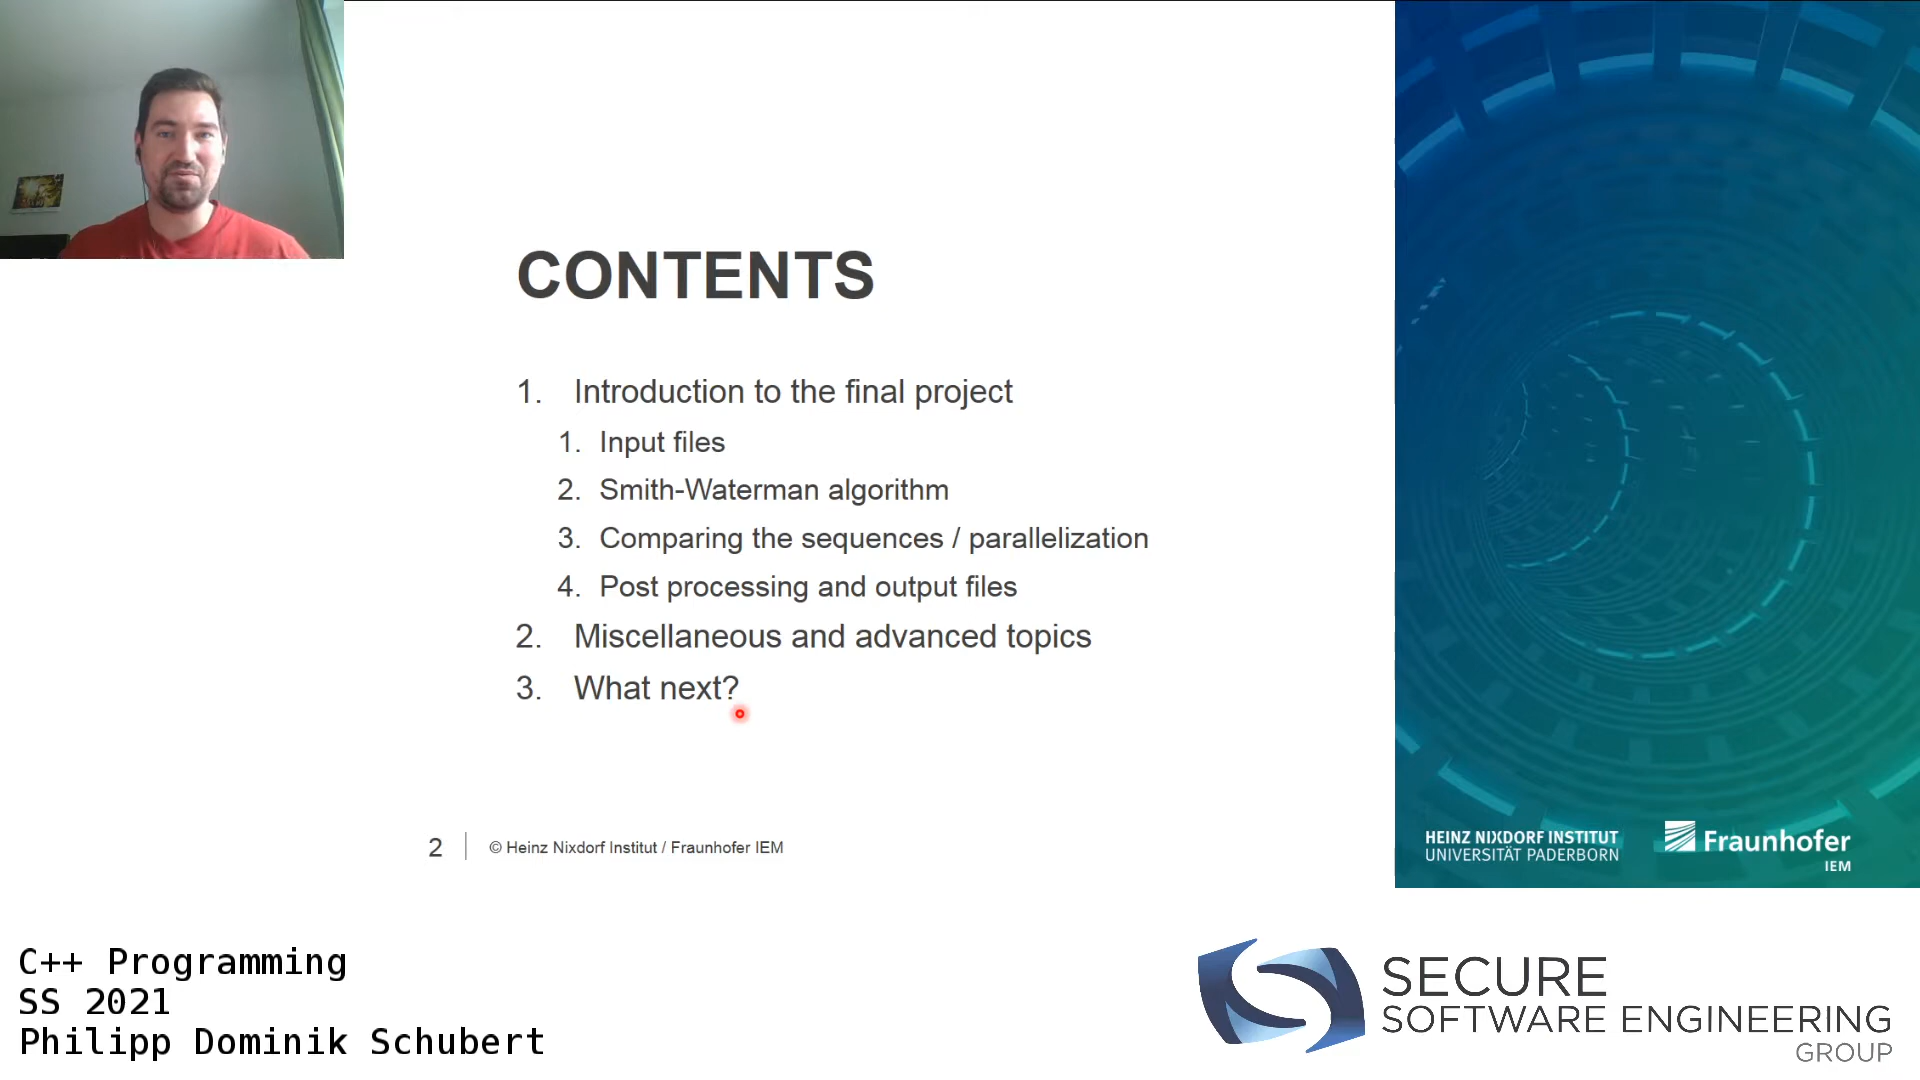 CONTENTS
1. Introduction to the final project
1. Input files
2. Smith-Waterman algorithm
3. Comparing the sequences / parallelization
4. Post processing and output files
2. Miscellaneous and advanced topics
3. What next?
2 © Heinz Nixdorf Institut / Fraunhofer IEM
HEINZ NIXDORF INSTITUT
UNIVERSITÄT PADERBORN
Fraunhofer
IEM
C++ Programming
SS 2021
Philipp Dominik Schubert
SECURE
SOFTWARE ENGINEERING
GROUP